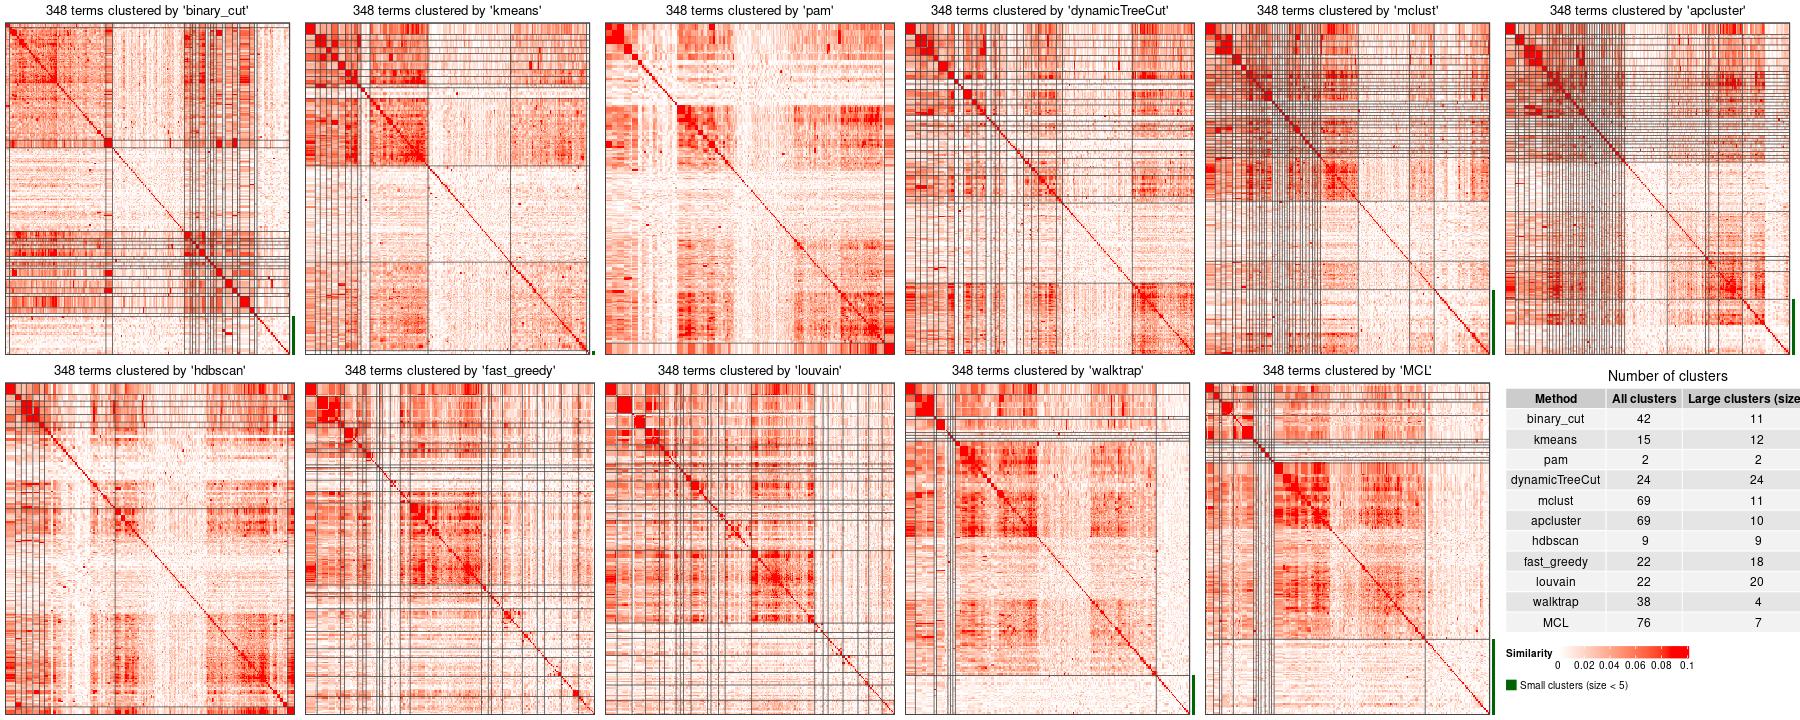 348 terms clustered by 'binary_cut'
348 terms clustered by 'kmeans'
348 terms clustered by 'pam'
348 terms clustered by 'dynamicTreeCut'
348 terms clustered by 'mclust'
348 terms clustered by 'apcluster'
348 terms clustered by 'hdbscan'
348 terms clustered by 'fast_greedy'
348 terms clustered by 'louvain'
348 terms clustered by 'walktrap'
348 terms clustered by 'MCL'
Number of clusters
Method All clusters Large clusters (size
binary_cut 42 11
kmeans 15 12
pam 2 2
dynamicTreeCut 24 24
mclust 69 11
apcluster 69 10
hdbscan 9 9
fast_greedy 22 18
louvain 22 20
walktrap 38 4
MCL 76 7
Similarity
0 0.02 0.04 0.06 0.08 0.1
Small clusters (size < 5)